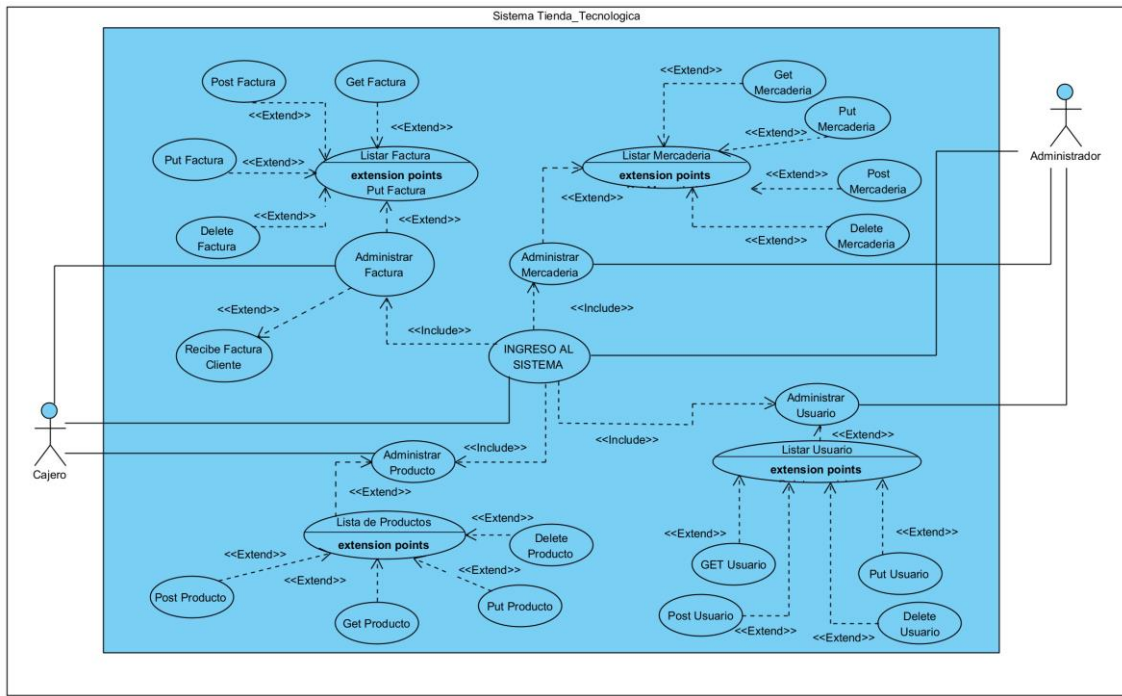 Sistema Tienda_Tecnologica
Post Factura
Get Factura
<<Extend>>
<<Extend>>
Put Factura
<<Extend>>
Listar Factura
extension points
Put Factura
Delete
Factura
<<Extend>>
<<Extend>>
Administrar
Factura
<<Extend>>
Recibe Factura
Cliente
<<Include>>
<<Extend>>
Get
Mercaderia
Put
Mercaderia
<<Extend>>
Listar Mercaderia
extension points
<<Extend>>
Post
Mercaderia
<<Extend>>
<<Extend>>
Delete
Mercaderia
Administrar
Mercaderia
<<Include>>
INGRESO AL
SISTEMA
Administrador
Cajero
<<Include>>
Administrar
Producto
<<Include>>
Administrar
Usuario
<<Extend>>
Listar Usuario
extension points
<<Extend>>
Lista de Productos
extension points
<<Extend>>
Delete
Producto
<<Extend>>
<<Extend>>
<<Extend>>
Post Producto
Get Producto
Put Producto
<<Extend>>
<<Extend>>
GET Usuario
Put Usuario
Post Usuario
<<Extend>>
<<Extend>>
Delete
Usuario